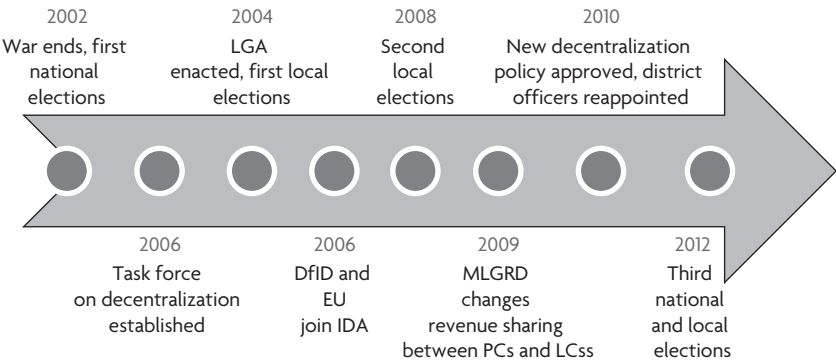 2002
War ends, first
national
elections
2004
LGA
enacted, first local
elections
2008
Second
local
elections
2010
New decentralization
policy approved, district
officers reappointed
2006
Task force
on decentralization
established
2006
DfID and
EU
join IDA
2009
MLGRD
changes
revenue sharing
between PCs and LCss
2012
Third
national
and local
elections